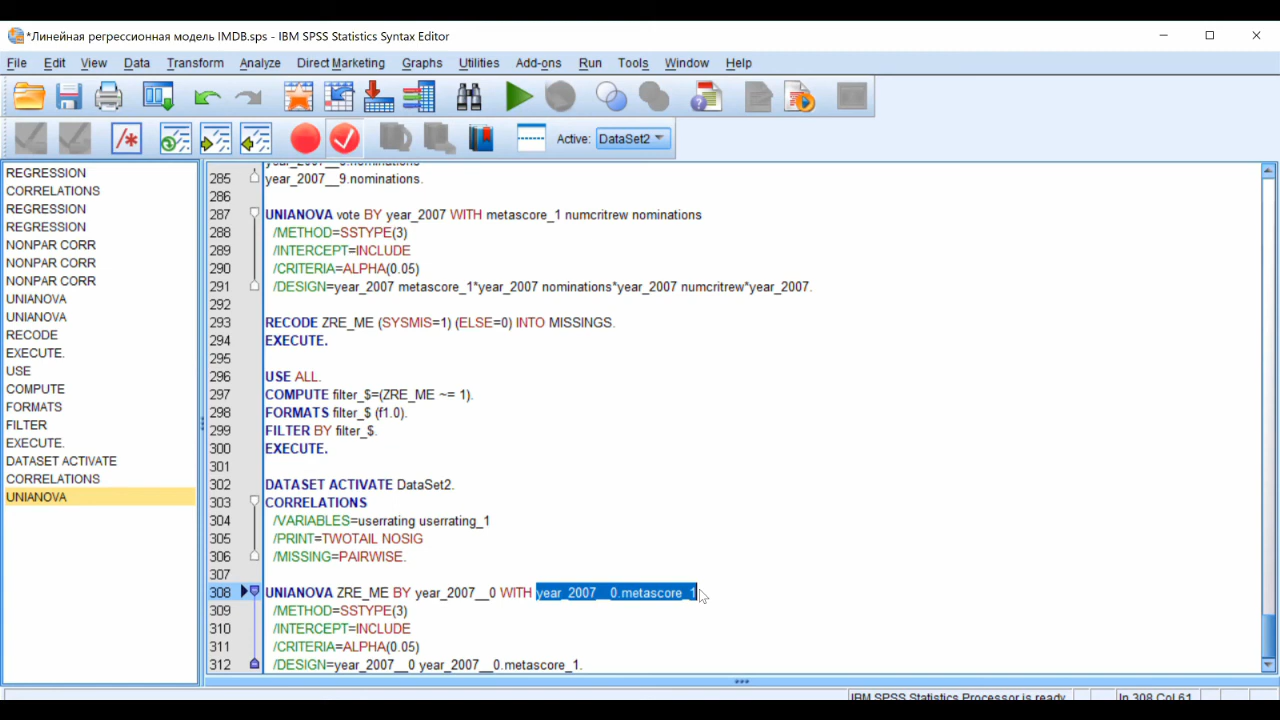 *Линейная регрессионная модель IMDB.sps - IBM SPSS Statistics Syntax Editor
File Edit View Data Transform Analyze Direct Marketing Graphs Utilities Add-ons Run Tools Window Help
Active: DataSet2
REGRESSION
CORRELATIONS
REGRESSION
REGRESSION
NONPAR CORR
NONPAR CORR
NONPAR CORR
UNIANOVA
UNIANOVA
RECODE
EXECUTE.
USE
COMPUTE
FORMATS
FILTER
EXECUTE.
DATASET ACTIVATE
CORRELATIONS
UNIANOVA
285 year_2007__9.nominations.
286
287 UNIANOVA vote BY year_2007 WITH metascore_1 numcritrew nominations
288 /METHOD=SSTYPE(3)
289 /INTERCEPT=INCLUDE
290 /CRITERIA=ALPHA(0.05)
291 /DESIGN=year_2007 metascore_1*year_2007 nominations*year_2007 numcritrew*year_2007.
292
293 RECODE ZRE_ME (SYSMIS=1) (ELSE=0) INTO MISSINGS.
294 EXECUTE.
295
296 USE ALL.
297 COMPUTE filter_$=(ZRE_ME ~= 1).
298 FORMATS filter_$ (f1.0).
299 FILTER BY filter_$.
300 EXECUTE.
301
302 DATASET ACTIVATE DataSet2.
303 CORRELATIONS
304 /VARIABLES=userrating userrating_1
305 /PRINT=TWOTAIL NOSIG
306 /MISSING=PAIRWISE.
307
308 UNIANOVA ZRE_ME BY year_2007__0 WITH year_2007__0.metascore_1
309 /METHOD=SSTYPE(3)
310 /INTERCEPT=INCLUDE
311 /CRITERIA=ALPHA(0.05)
312 /DESIGN=year_2007__0 year_2007__0.metascore_1.
IBM SPSS Statistics Processor is ready In 308 Col 61